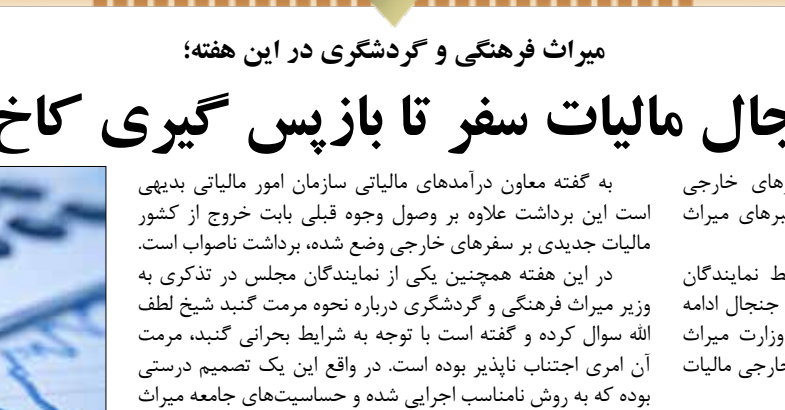 میراث فرهنگی و گردشگری در این هفته؛
مالیات سفر تا بازپس گیری کاخ
خارجی
میراث
نمایندگان
جنجال ادامه
وزارت میراث
مالیات
به گفته معاون درآمدهای مالیاتی سازمان امور مالیاتی بدیهی
است این برداشت علاوه بر وصول وجوه قبلی بابت خروج از کشور
مالیات جدیدی بر سفرهای خارجی وضع شده، برداشت ناصواب است.
در این هفته همچنین یکی از نمایندگان مجلس در تذکری به
وزیر میراث فرهنگی و گردشگری درباره نحوه مرمت گنبد شیخ لطف
الله سوال کرده و گفته است با توجه به شرایط بحرانی گنبد، مرمت
آن امری اجتناب ناپذیر بوده است. در واقع این یک تصمیم درستی
بوده که به روش نامناسب اجرایی شده و حساسیت‌های جامعه میراث